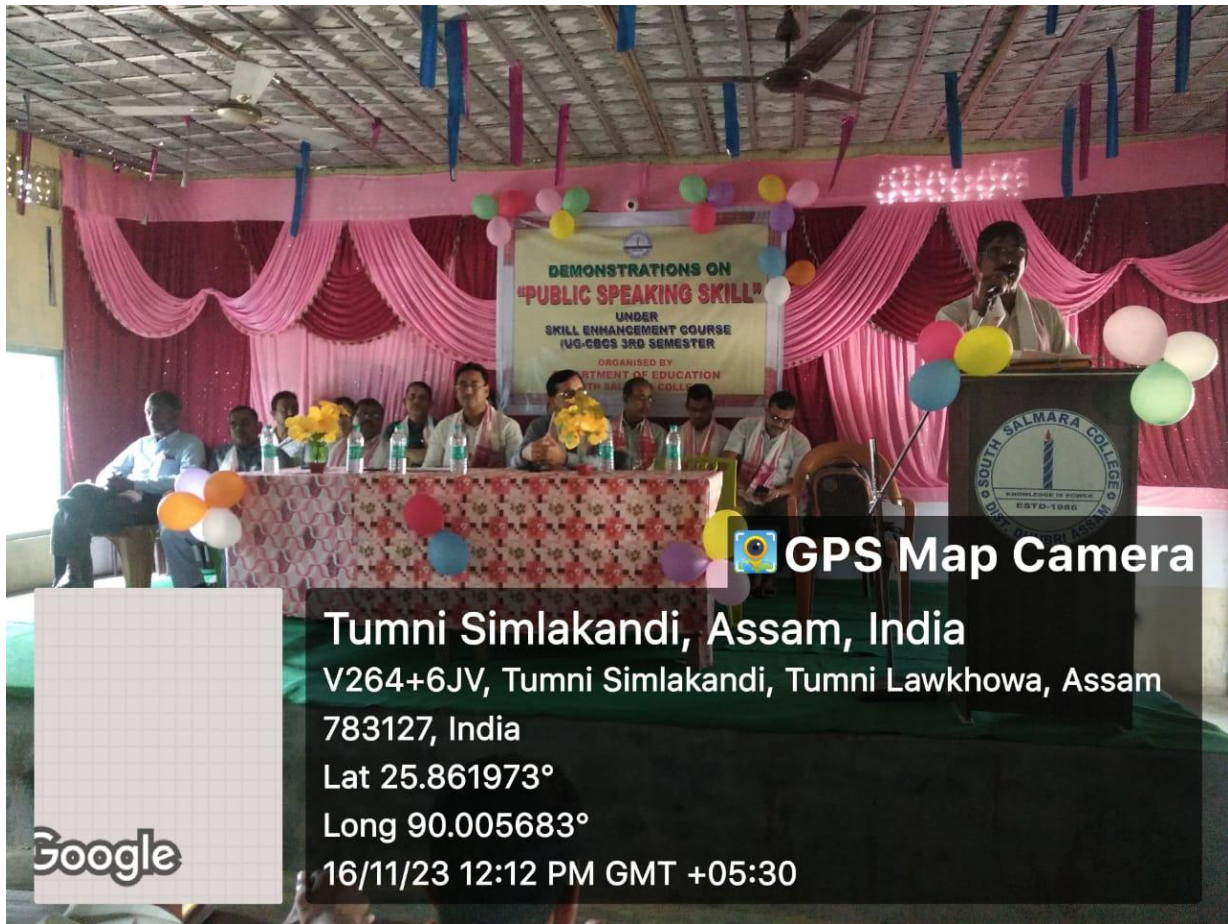 DEMONSTRATIONS ON
"PUBLIC SPEAKING SKILL"
UNDER
SKILL ENHANCEMENT COURSE
(UG-CBCS 3RD SEMESTER
ORGANISED BY
OF EDUCATION
SOUTH SALMARA COLLEGE
KNOWLEDGE IS POWER
ESTD-1986
DIST. ASSAM
GPS Map Camera
Tumni Simlakandi, Assam, India
V264+6JV, Tumni Simlakandi, Tumni Lawkhowa, Assam
783127, India
Lat 25.861973°
Long 90.005683°
16/11/23 12:12 PM GMT +05:30
Google